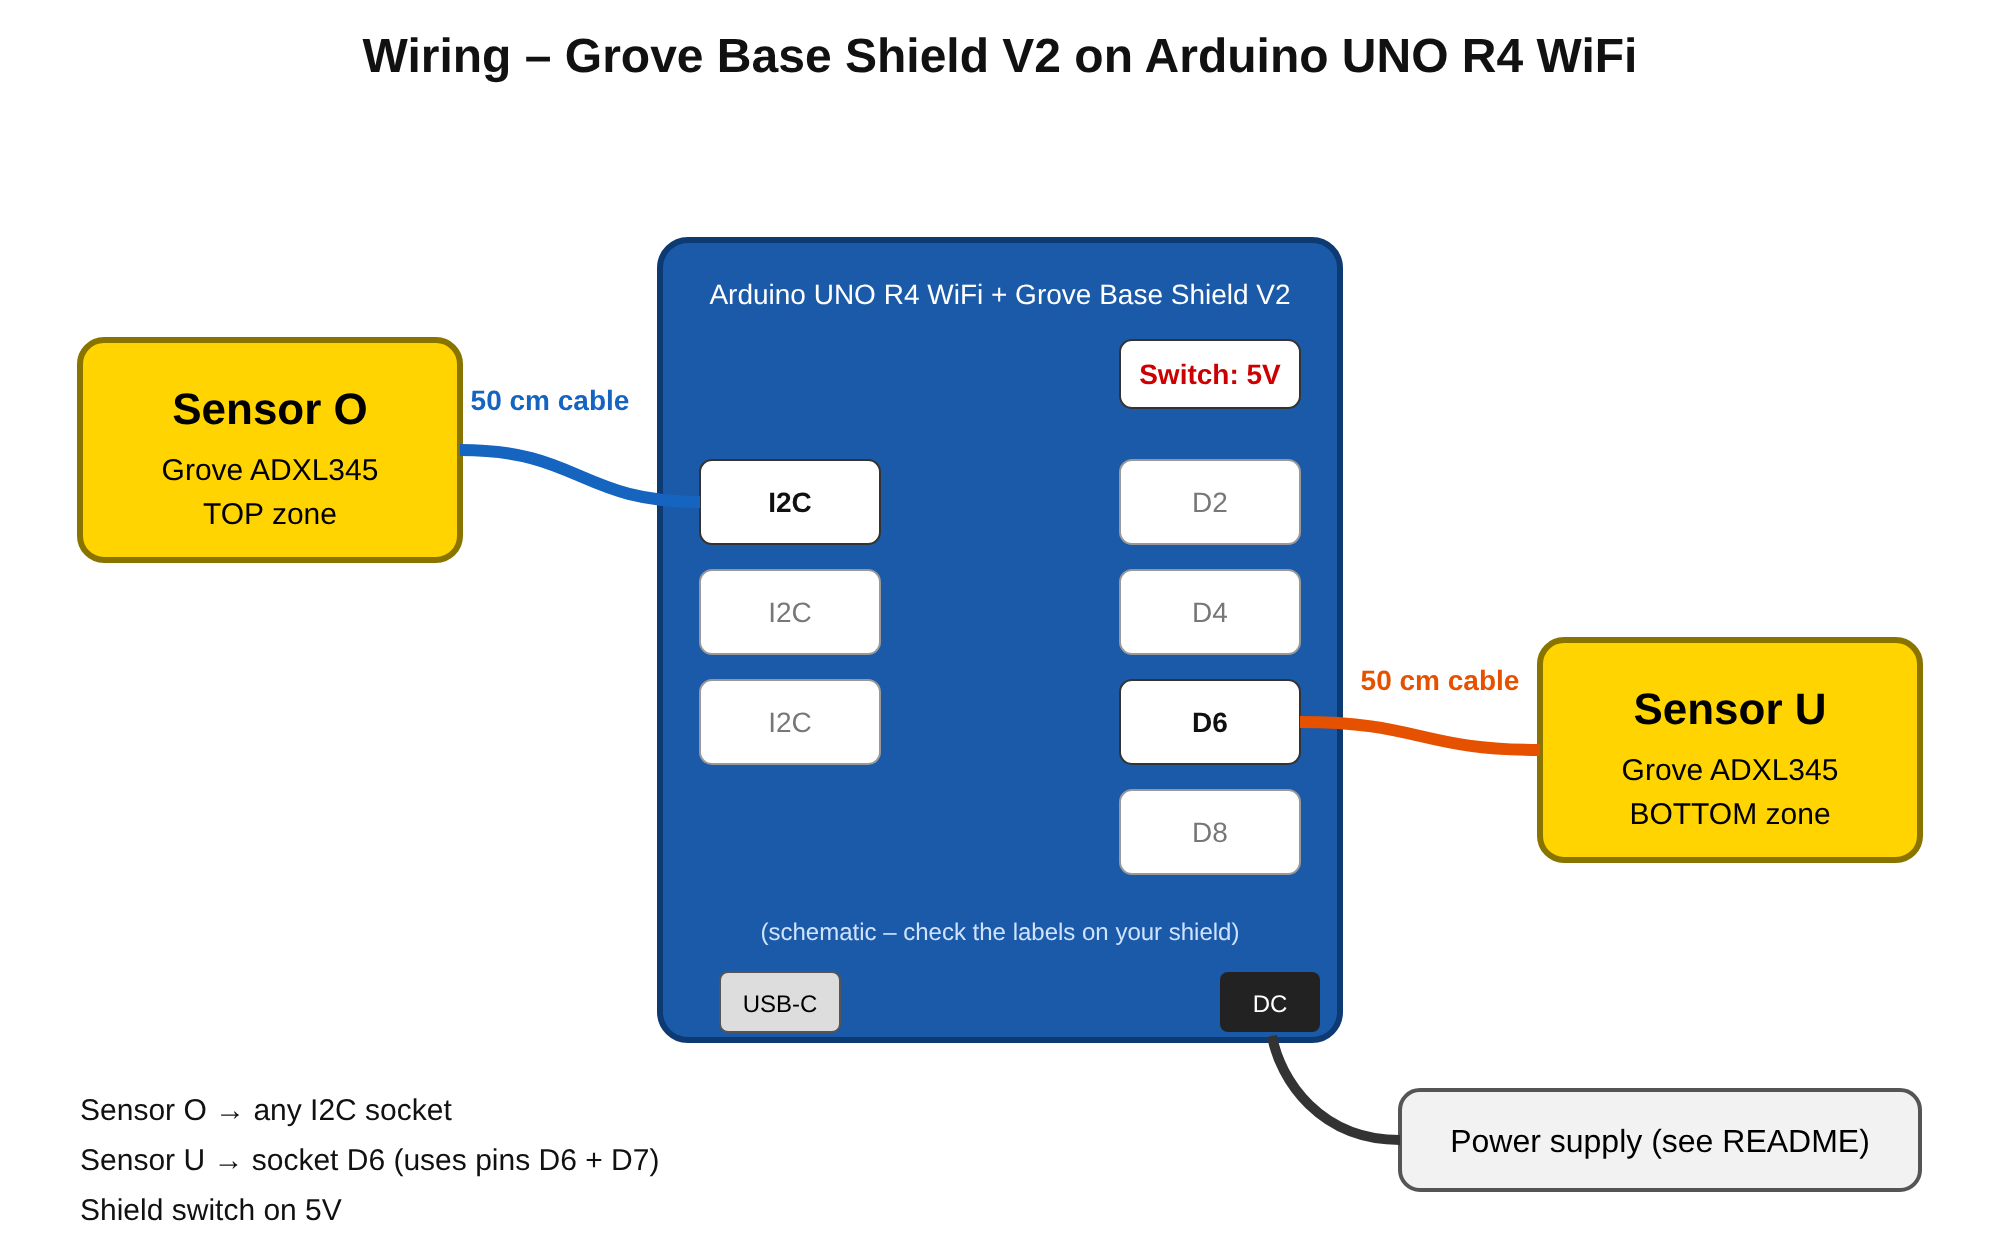 Wiring – Grove Base Shield V2 on Arduino UNO R4 WiFi
Arduino UNO R4 WiFi + Grove Base Shield V2
Switch: 5V
Sensor O
Grove ADXL345
TOP zone
50 cm cable
I2C
I2C
I2C
D2
D4
D6
D8
50 cm cable
Sensor U
Grove ADXL345
BOTTOM zone
(schematic – check the labels on your shield)
USB-C
DC
Power supply (see README)
Sensor O → any I2C socket
Sensor U → socket D6 (uses pins D6 + D7)
Shield switch on 5V